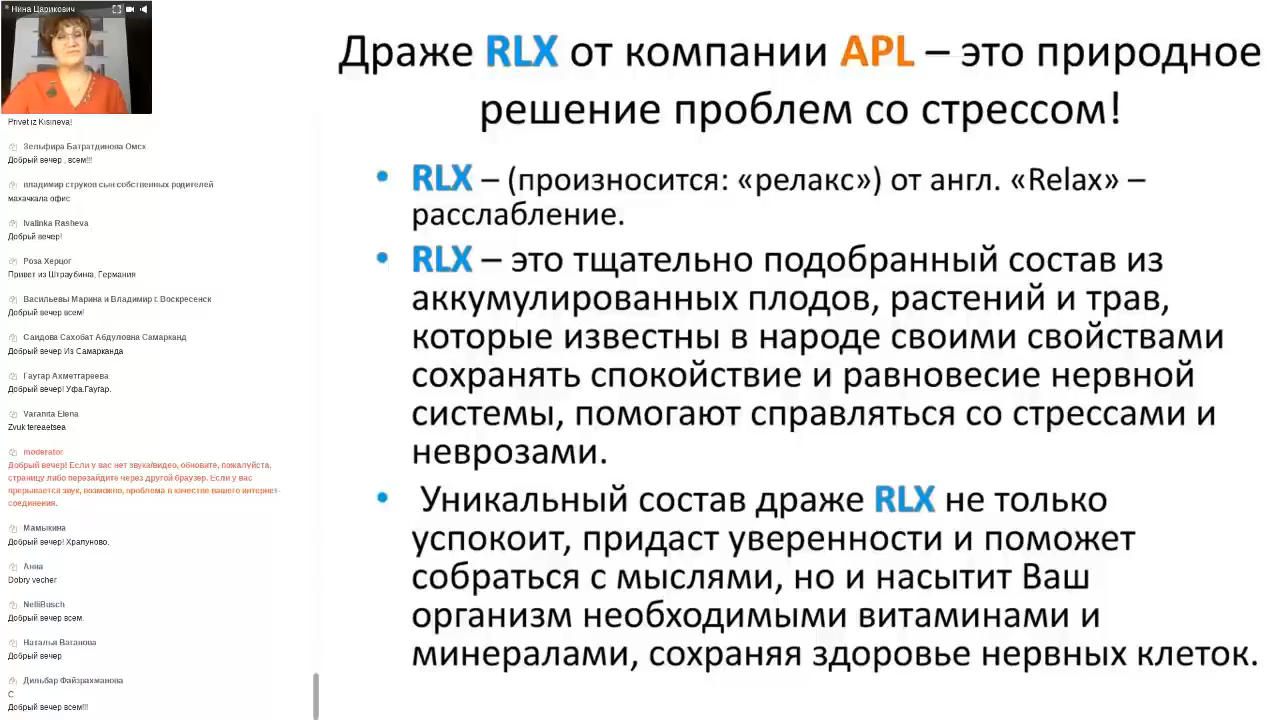 Нина Царикович
Privet iz Kisineva!
Зельфира Батратдинова Омск
Добрый вечер , всем!!!
владимир струков сын собственных родителей
махачкала офис
Ivalinka Rasheva
Добрый вечер!
Роза Херцог
Привет из Штраубинга, Германия
Васильевы Марина и Владимир г. Воскресенск
Добрый вечер всем!
Саидова Сахобат Абдуловна Самарканд
Добрый вечер Из Самарканда
Гаугар Ахметгареева
Добрый вечер! Уфа.Гаугар.
Varanita Elena
Zvuk tereaetsea
moderator
Добрый вечер! Если у вас нет звука/видео, обновите, пожалуйста,
страницу либо перезайдите через другой браузер. Если у вас
прерывается звук, возможно, проблема в качестве вашего интернет-
соединения.
Мамыкина
Добрый вечер! Храпуново.
Анна
Dobry vecher
NelliBusch
Добрый вечер всем.
Наталья Ваганова
Добрый вечер
Дильбар Файзрахманова
С
Добрый вечер всем!!!
Драже RLX от компании APL – это природное
решение проблем со стрессом!
• RLX – (произносится: «релакс») от англ. «Relax» –
расслабление.
• RLX – это тщательно подобранный состав из
аккумулированных плодов, растений и трав,
которые известны в народе своими свойствами
сохранять спокойствие и равновесие нервной
системы, помогают справляться со стрессами и
неврозами.
• Уникальный состав драже RLX не только
успокоит, придаст уверенности и поможет
собраться с мыслями, но и насытит Ваш
организм необходимыми витаминами и
минералами, сохраняя здоровье нервных клеток.